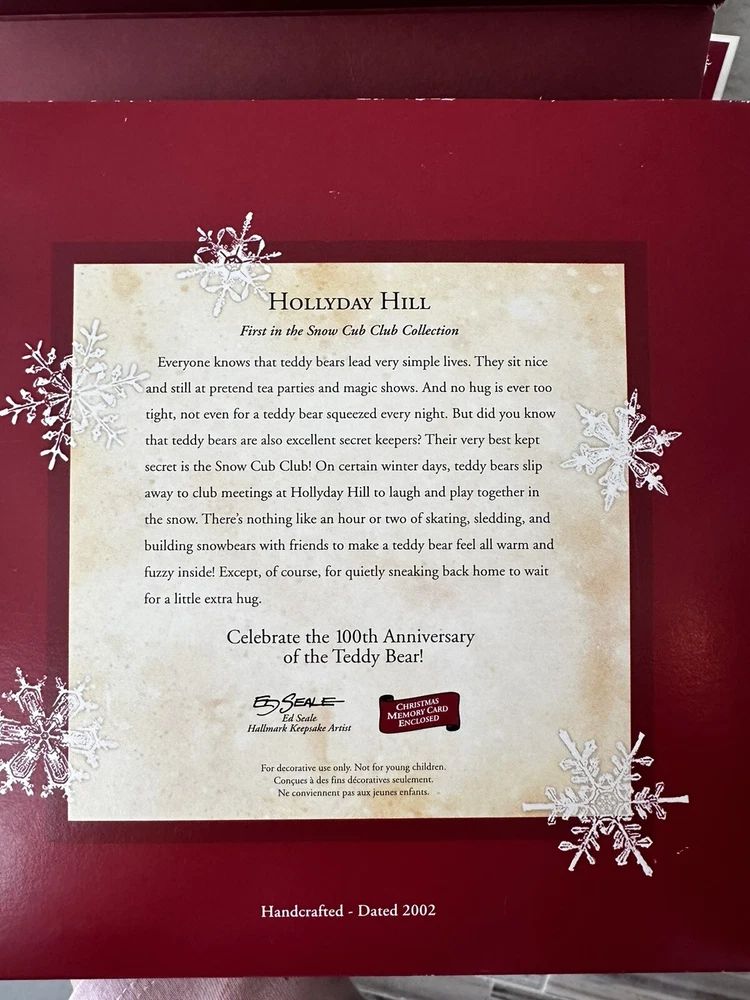 HOLLYDAY HILL
First in the Snow Cub Club Collection
Everyone knows that teddy bears lead very simple lives. They sit nice
and still at pretend tea parties and magic shows. And no hug is ever too
tight, not even for a teddy bear squeezed every night. But did you know
that teddy bears are also excellent secret keepers? Their very best kept
secret is the Snow Cub Club! On certain winter days, teddy bears slip
away to club meetings at Hollyday Hill to laugh and play together in
the snow. There's nothing like an hour or two of skating, sledding, and
building snowbears with friends to make a teddy bear feel all warm and
fuzzy inside! Except, of course, for quietly sneaking back home to wait
for a little extra hug.
Celebrate the 100th Anniversary
of the Teddy Bear!
ED SEALE
Ed Seale
Hallmark Keepsake Artist
CHRISTMAS
MEMORY CARD
ENCLOSED
For decorative use only. Not for young children.
Conçues à des fins décoratives seulement.
Ne conviennent pas aux jeunes enfants.
Handcrafted - Dated 2002